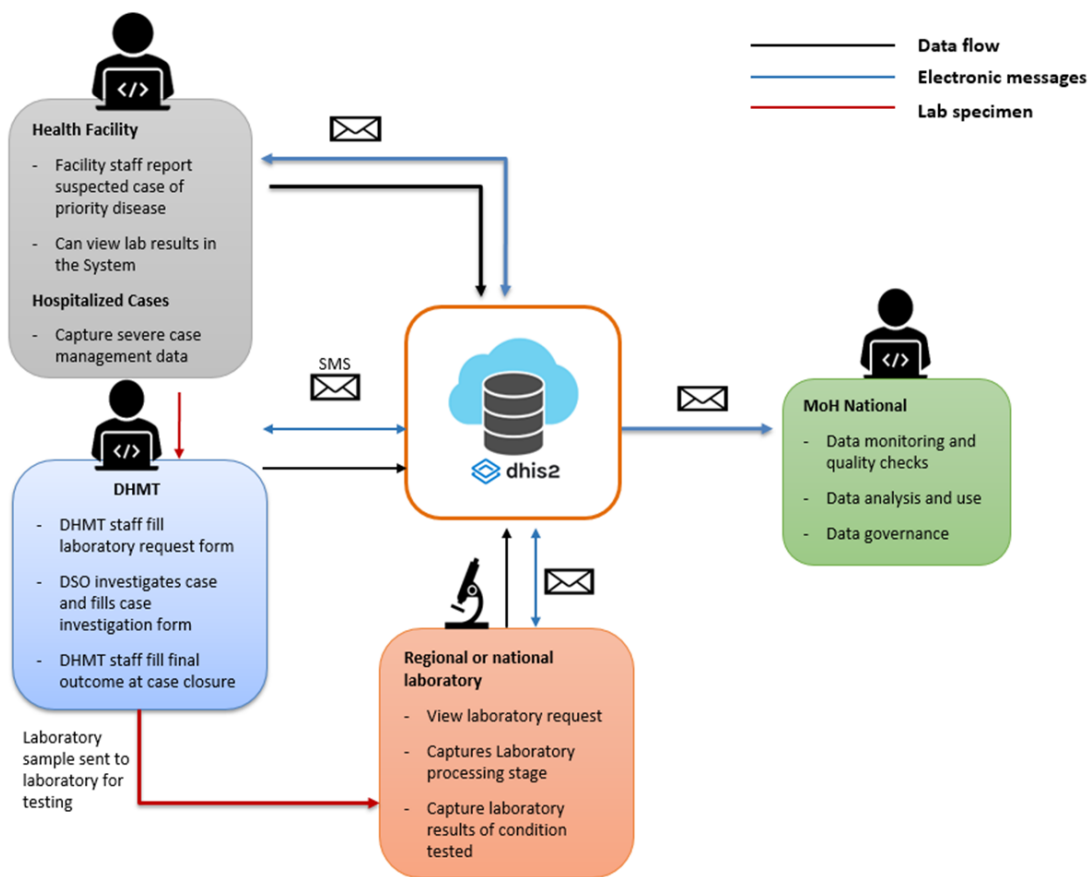 Data flow
Electronic messages
Lab specimen
</>
Health Facility
- Facility staff report
suspected case of
priority disease
- Can view lab results in
the System
Hospitalized Cases
- Capture severe case
management data
SMS
dhis2
</>
MoH National
- Data monitoring and
quality checks
- Data analysis and use
- Data governance
</>
DHMT
- DHMT staff fill
laboratory request form
- DSO investigates case
and fills case
investigation form
- DHMT staff fill final
outcome at case closure
Laboratory
sample sent to
laboratory for
testing
Regional or national
laboratory
- View laboratory request
- Captures Laboratory
processing stage
- Capture laboratory
results of condition
tested